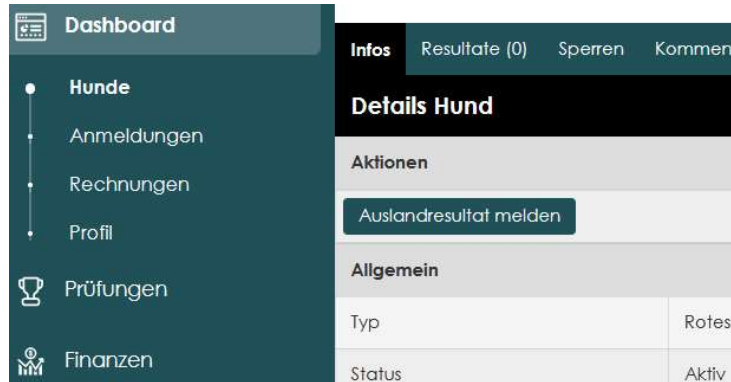 Dashboard
Hunde
Anmeldungen
Rechnungen
Profil
Prüfungen
Finanzen
Infos Resultate (0) Sperren
Details Hund
Aktionen
Auslandresultat melden
Allgemein
Typ Rotes
Status Aktiv